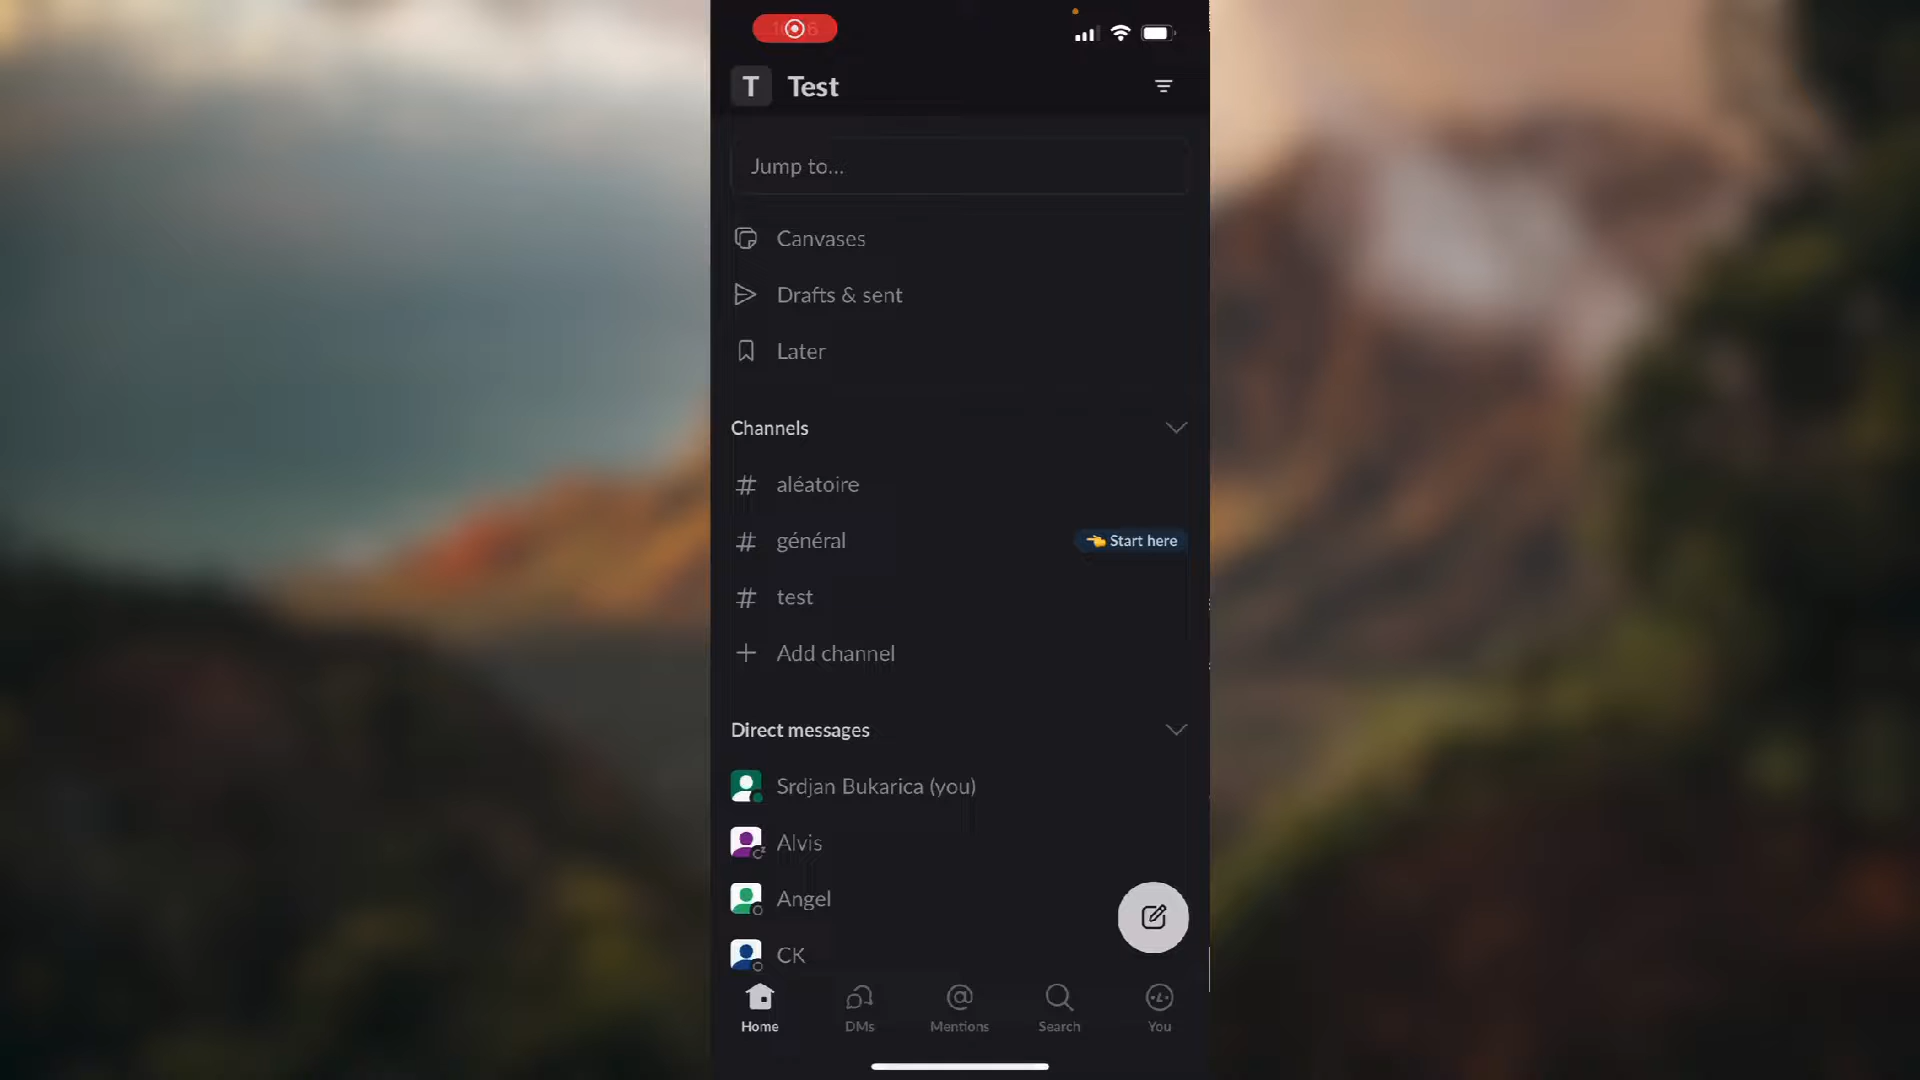 T Test
Jump to...
Canvases
Drafts & sent
Later
Channels
# aléatoire
# général
Start here
# test
+ Add channel
Direct messages
Srdjan Bukarica (you)
Alvis
Angel
CK
Home
DMs
Mentions
Search
You